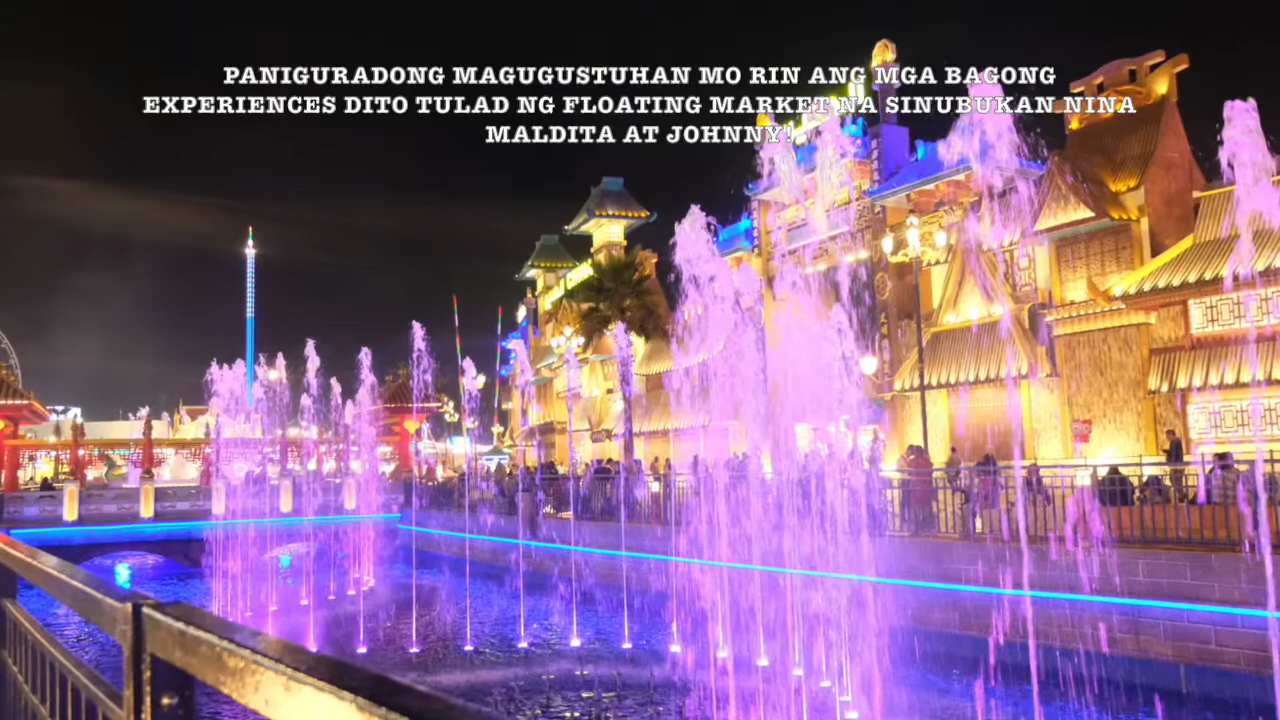 PANIGURADONG MAGUGUSTUHAN MO RIN ANG MGA BAGONG
EXPERIENCES DITO TULAD NG FLOATING MARKET NA SINUBUKAN NINA
MALDITA AT JOHNNY!